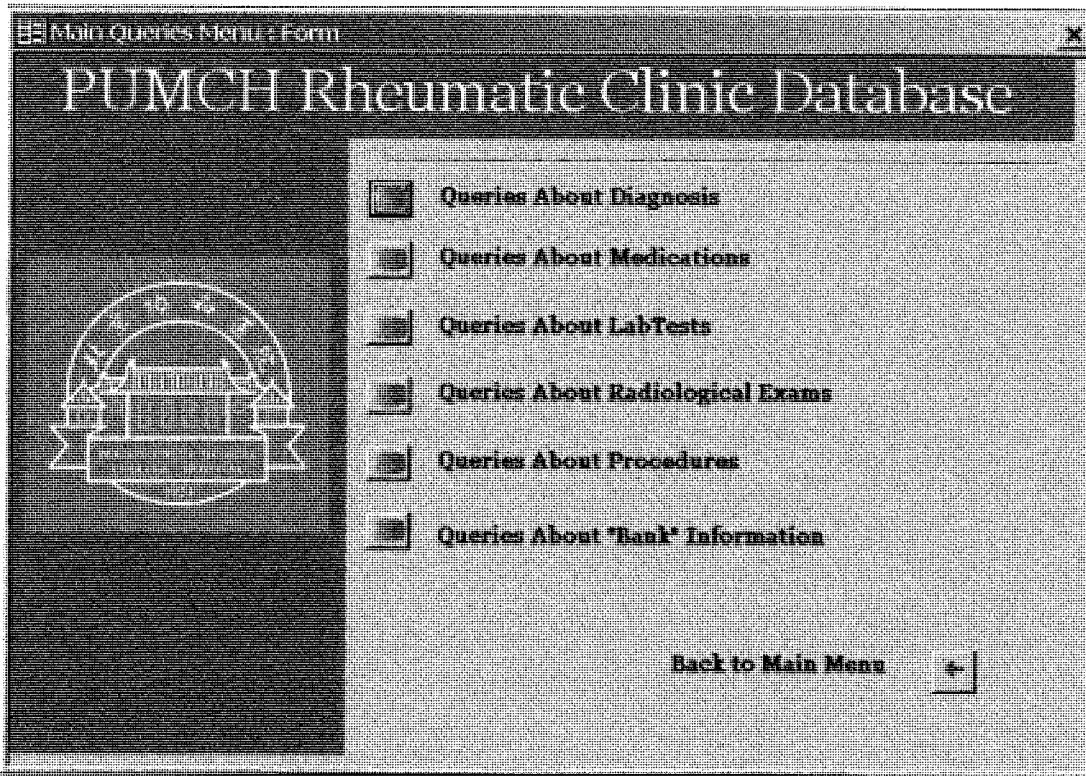 Main Queries Menu : Form
PUMCH Rheumatic Clinic Database
Queries About Diagnosis
Queries About Medications
Queries About LabTests
Queries About Radiological Exams
Queries About Procedures
Queries About "Bank" Information
Back to Main Menu